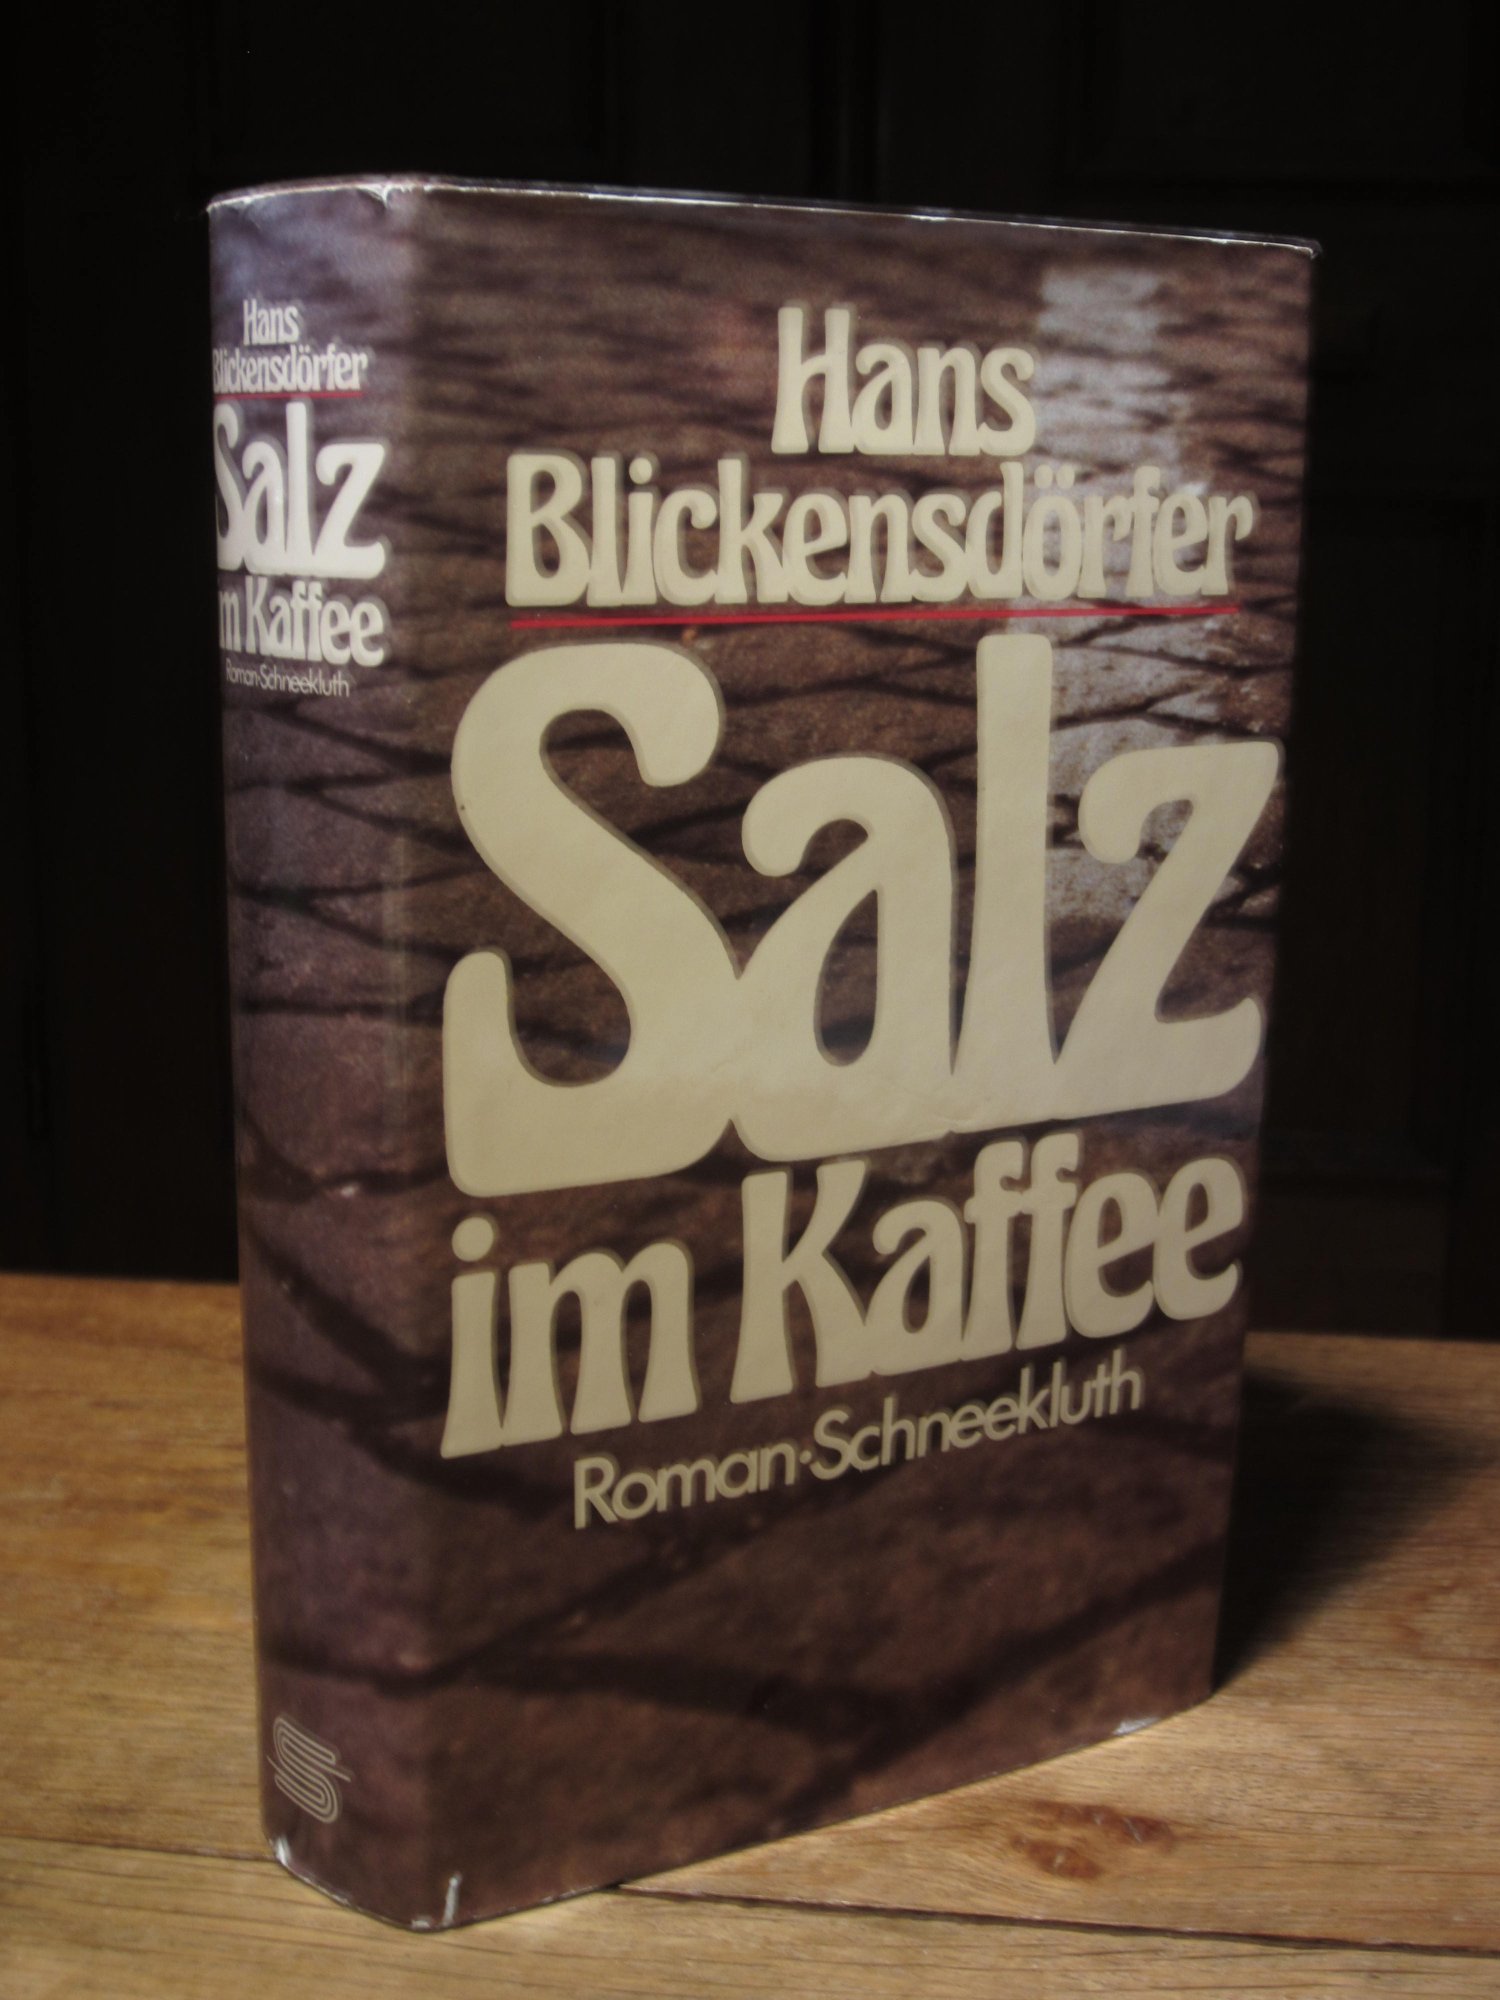 Hans
Blickensdörfer
Salz
im Kaffee
Roman·Schneekluth
Hans
Blickensdörfer
Salz
im Kaffee
Roman·Schneekluth